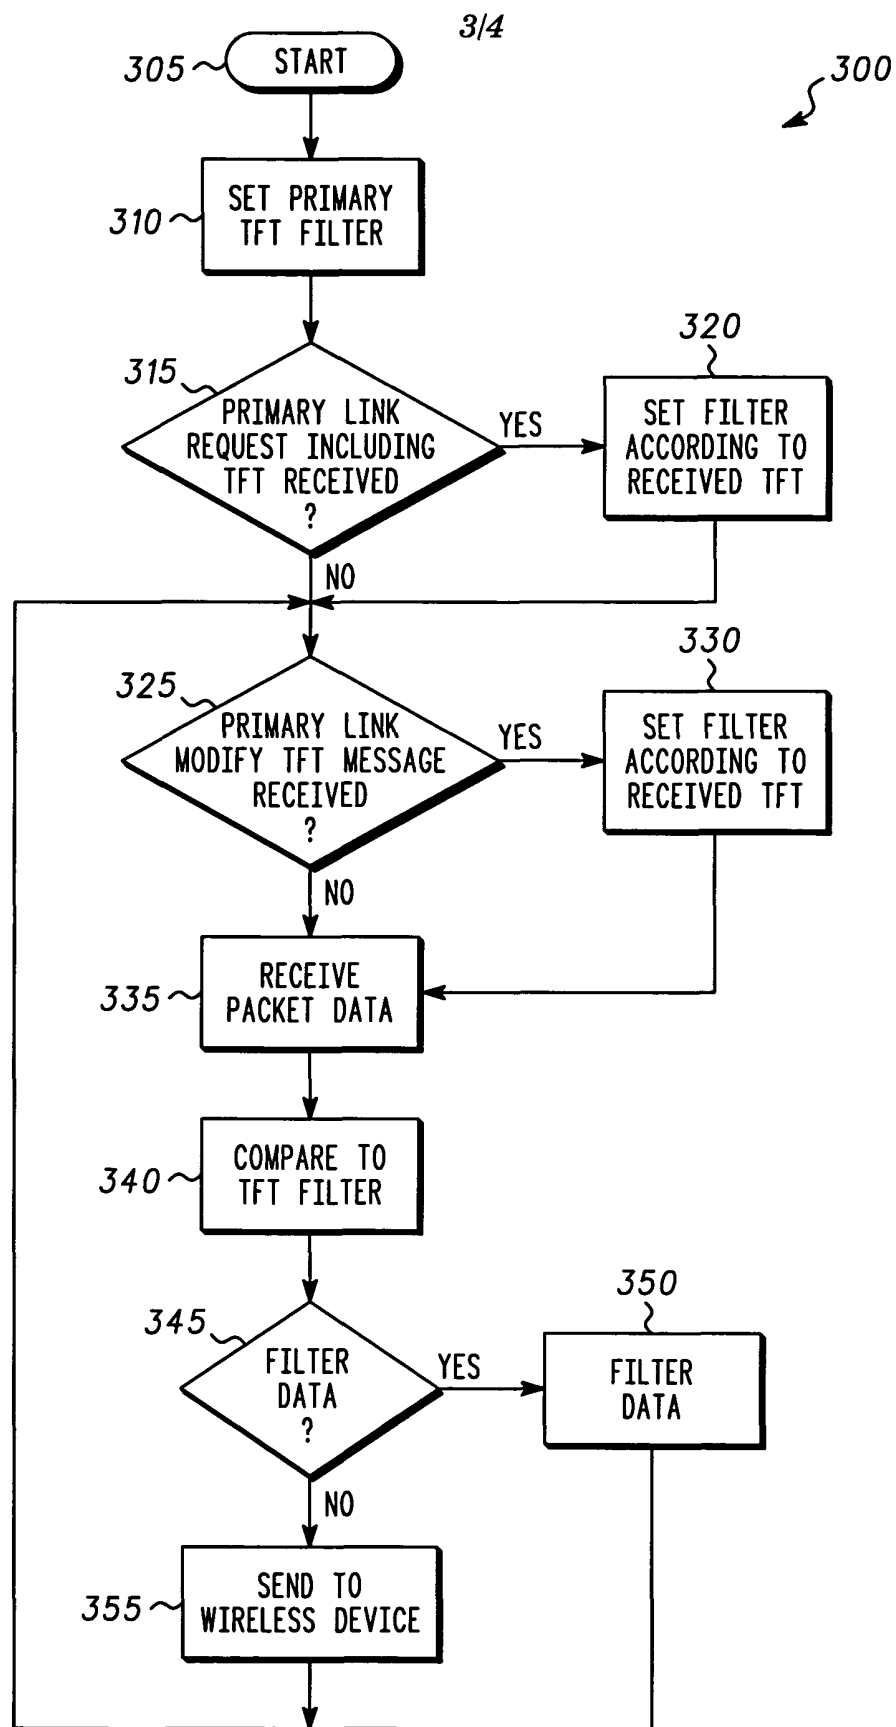 3/4
300
305
START
310
SET PRIMARY
TFT FILTER
315
PRIMARY LINK
REQUEST INCLUDING
TFT RECEIVED
?
YES
320
SET FILTER
ACCORDING TO
RECEIVED TFT
NO
325
PRIMARY LINK
MODIFY TFT MESSAGE
RECEIVED
?
YES
330
SET FILTER
ACCORDING TO
RECEIVED TFT
NO
335
RECEIVE
PACKET DATA
340
COMPARE TO
TFT FILTER
345
FILTER
DATA
?
YES
350
FILTER
DATA
NO
355
SEND TO
WIRELESS DEVICE